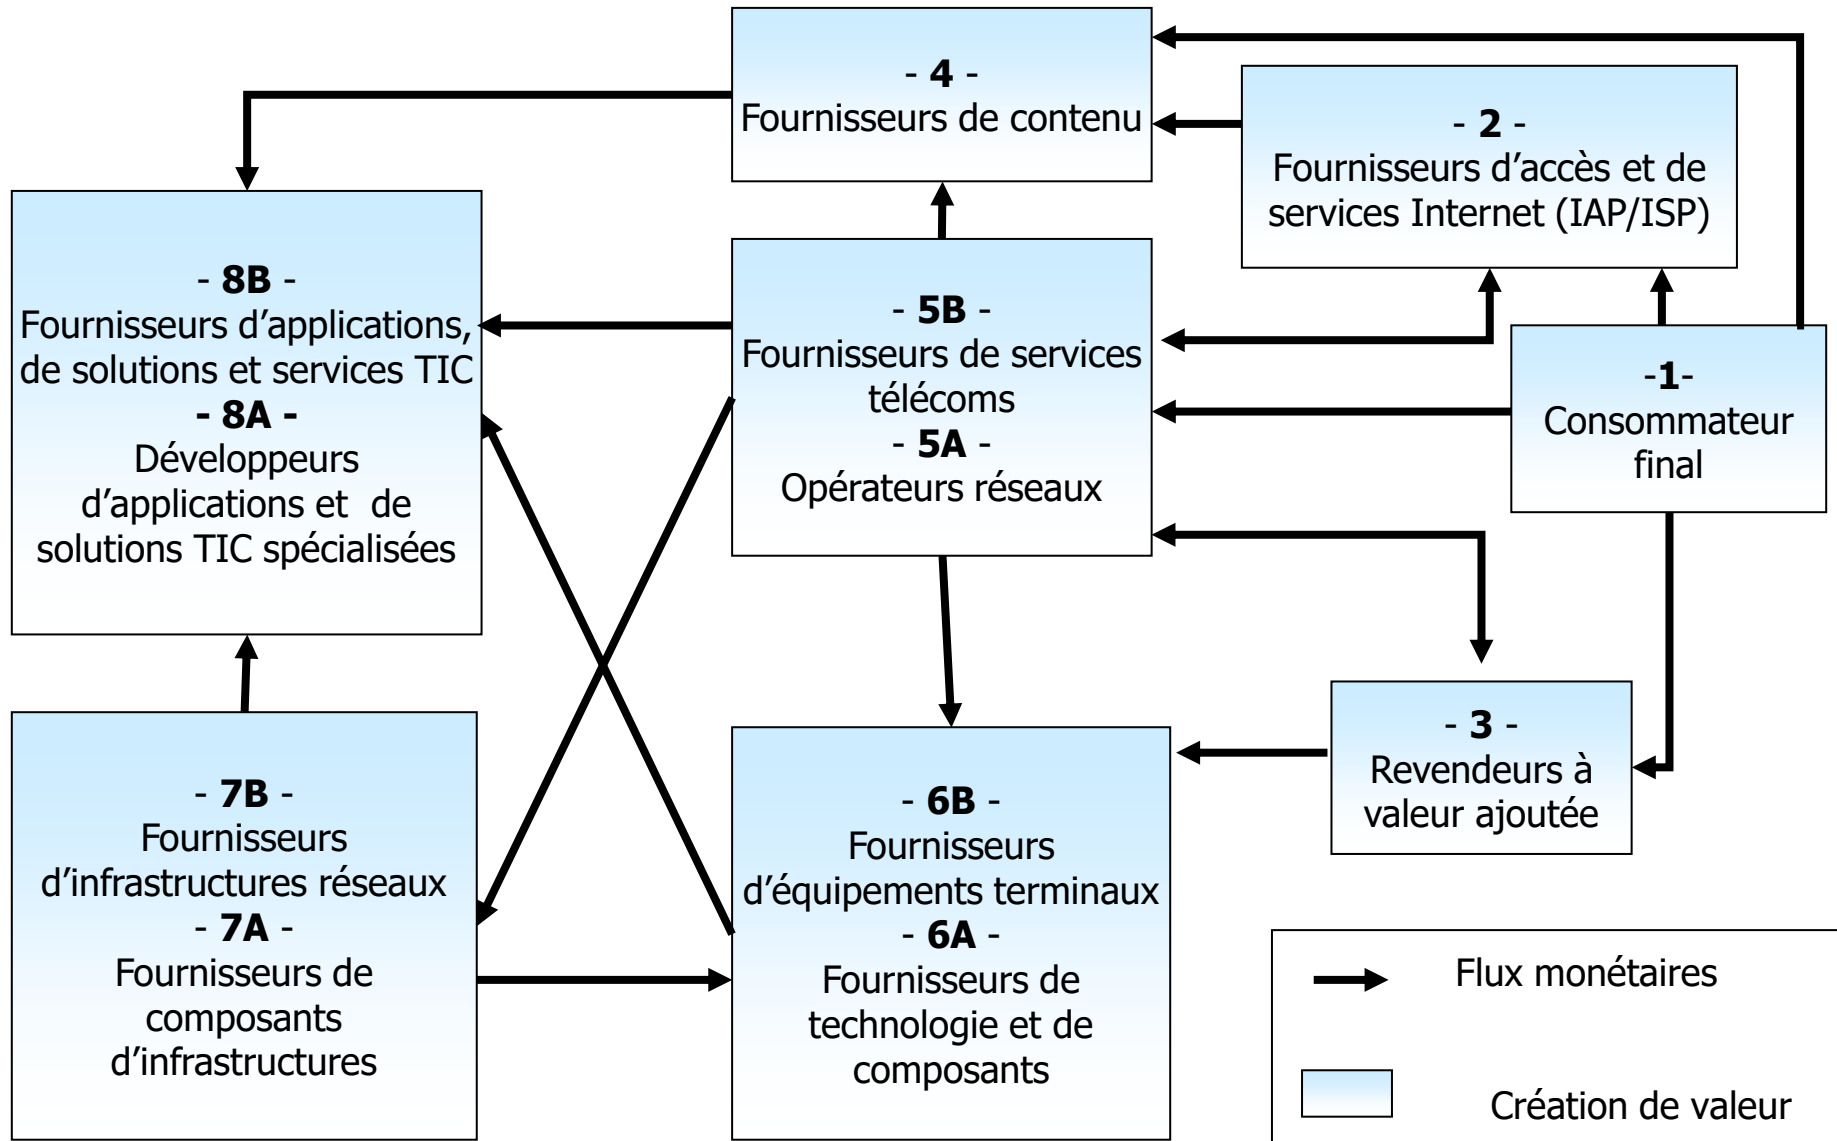 - 4 -
Fournisseurs de contenu
- 2 -
Fournisseurs d’accès et de
services Internet (IAP/ISP)
- 8B -
Fournisseurs d’applications,
de solutions et services TIC
- 8A -
Développeurs
d’applications et de
solutions TIC spécialisées
- 5B -
Fournisseurs de services
télécoms
- 5A -
Opérateurs réseaux
-1-
Consommateur
final
- 7B -
Fournisseurs
d’infrastructures réseaux
- 7A -
Fournisseurs de
composants
d’infrastructures
- 6B -
Fournisseurs
d’équipements terminaux
- 6A -
Fournisseurs de
technologie et de
composants
- 3 -
Revendeurs à
valeur ajoutée
Flux monétaires
Création de valeur